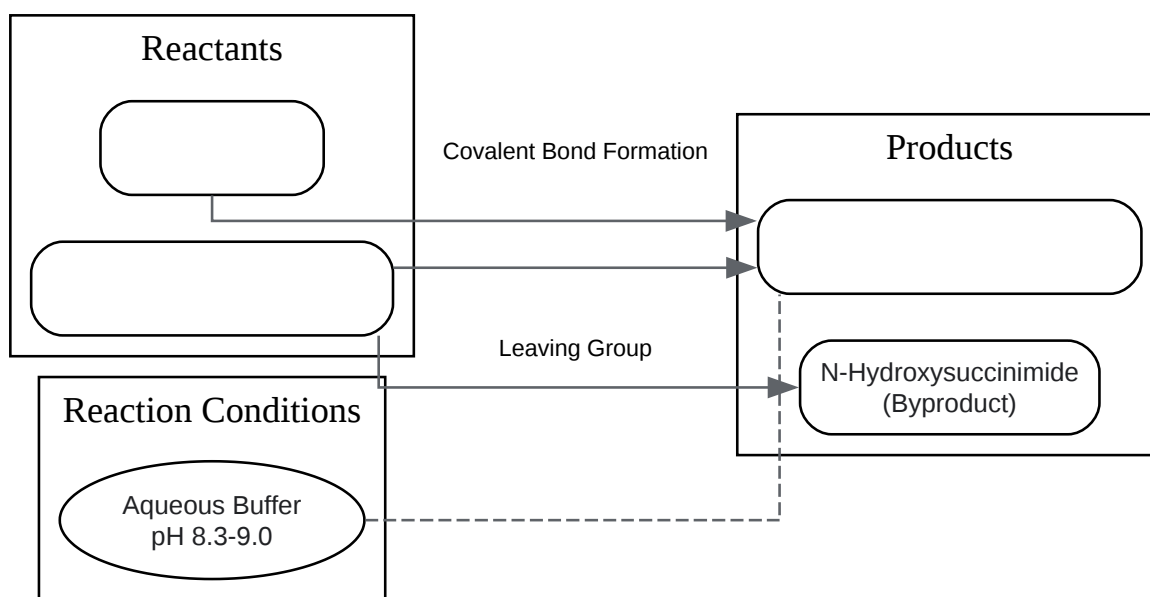 Reactants
Covalent Bond Formation
Products
Leaving Group
N-Hydroxysuccinimide
(Byproduct)
Reaction Conditions
Aqueous Buffer
pH 8.3-9.0